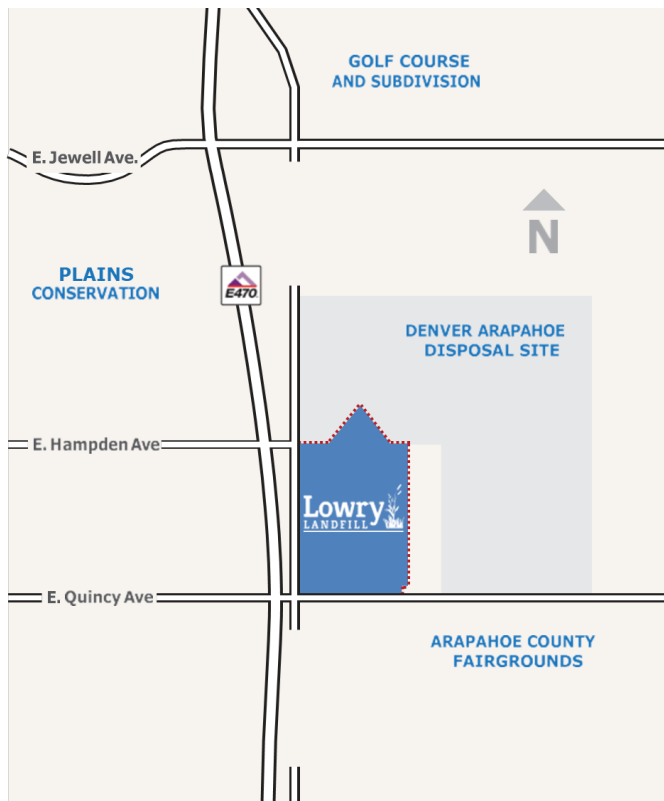 GOLF COURSE
AND SUBDIVISION
E. Jewell Ave.
N
PLAINS
CONSERVATION
E470
DENVER ARAPAHOE
DISPOSAL SITE
E. Hampden Ave
Lowry
LANDFILL
E. Quincy Ave
ARAPAHOE COUNTY
FAIRGROUNDS